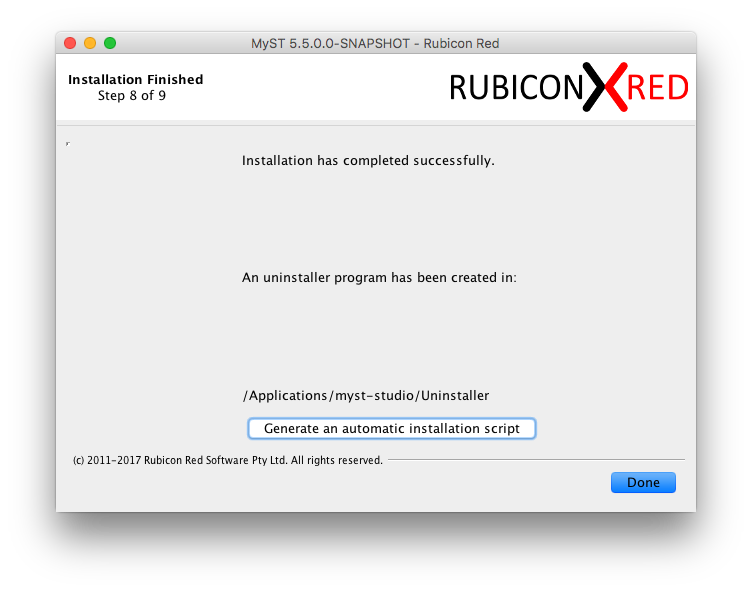 MyST 5.5.0.0-SNAPSHOT - Rubicon Red
Installation Finished
Step 8 of 9
RUBICON RED
Installation has completed successfully.
An uninstaller program has been created in:
/Applications/myst-studio/Uninstaller
Generate an automatic installation script
(c) 2011-2017 Rubicon Red Software Pty Ltd. All rights reserved.
Done